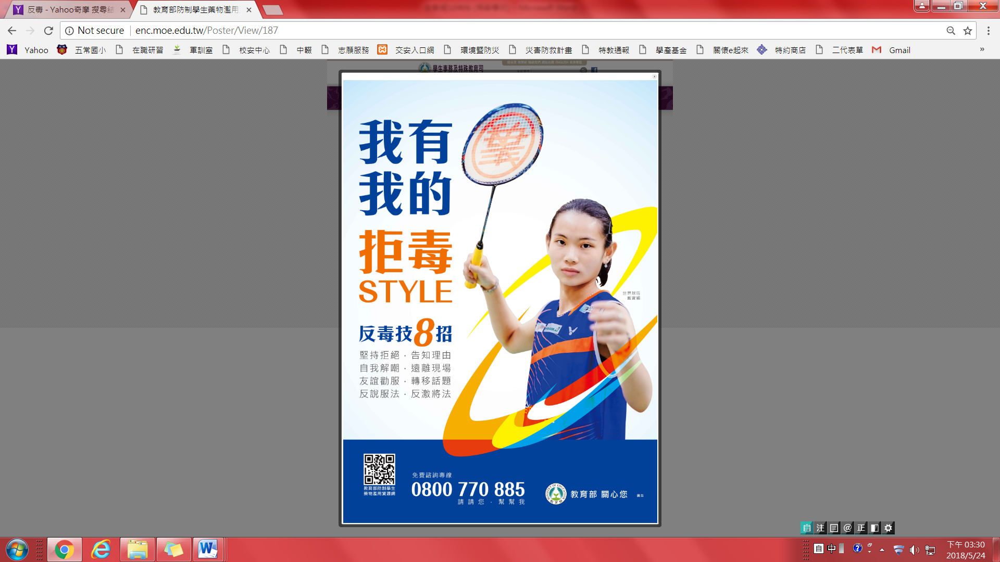 反毒 - Yahoo奇摩 搜尋結
教育部防制學生藥物濫用
Not secure
enc.moe.edu.tw/Poster/View/187
Yahoo
五常國小
在職研習
軍訓室
校安中心
中輟
志願服務
交安入口網
環境暨防災
災害防救計畫
特教通報
學產基金
關懷e起來
特約商店
二代表單
Gmail
»
學生事務及特殊教育司
我有
我的
拒毒
STYLE
反毒技8招
堅持拒絕．告知理由
自我解嘲．遠離現場
友誼勸服．轉移話題
反說服法．反激將法
世界球后
戴資穎
教育部防制學生
藥物濫用資源網
免費諮詢專線
0800 770 885
請請您．幫幫我
MINISTRY OF EDUCATION
教育部
教育部 關心您
廣告
自 注 @ 正
自 中
下午 03:30
2018/5/24